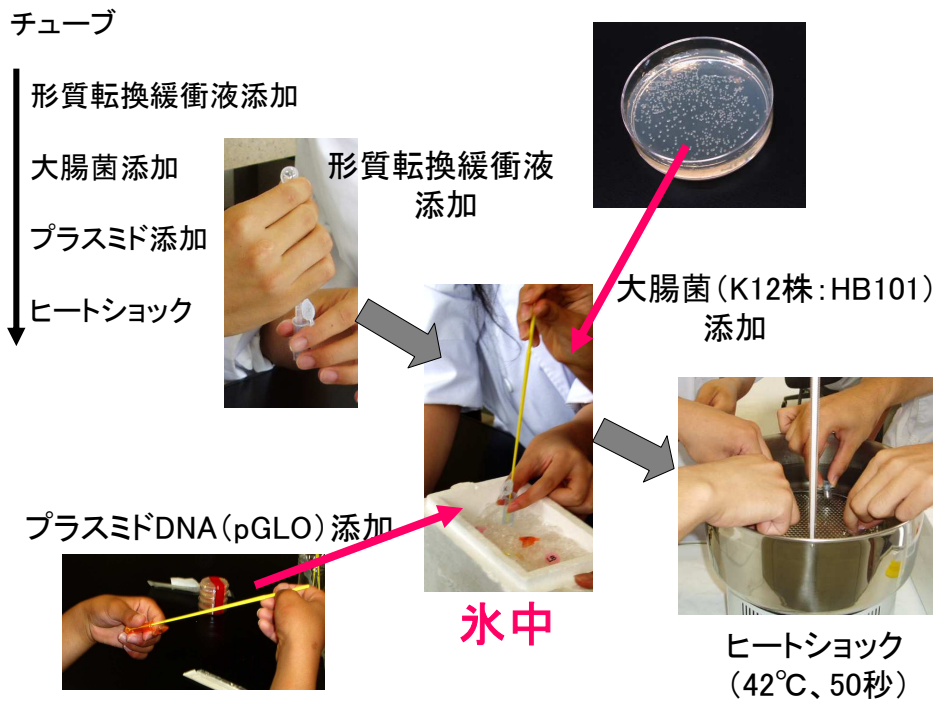 チューブ
形質転換緩衝液添加
大腸菌添加
プラスミド添加
ヒートショック
形質転換緩衝液
添加
大腸菌(K12株:HB101)
添加
プラスミドDNA(pGLO)添加
氷中
ヒートショック
(42℃、50秒)